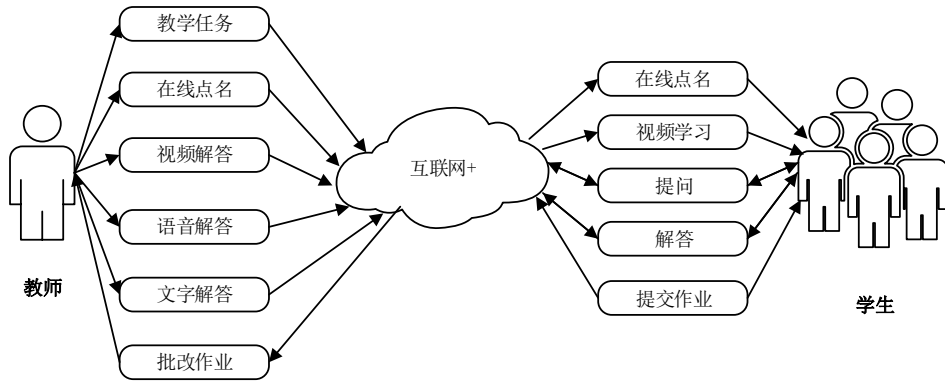 教学任务
在线点名
视频解答
语音解答
文字解答
批改作业
教师
互联网+
在线点名
视频学习
提问
解答
提交作业
学生